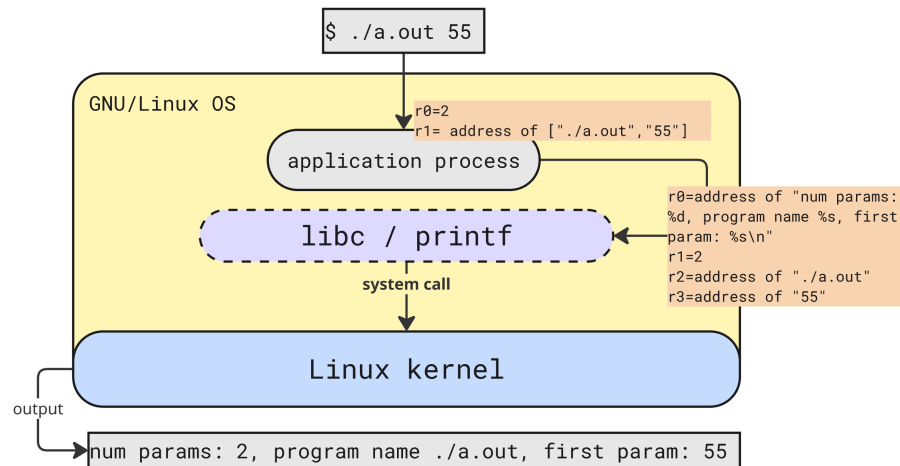 $ ./a.out 55
GNU/Linux OS
r0=2
r1= address of ["./a.out","55"]
application process
r0=address of "num params:
%d, program name %s, first
param: %s\n"
r1=2
r2=address of "./a.out"
r3=address of "55"
libc / printf
system call
Linux kernel
output
num params: 2, program name ./a.out, first param: 55